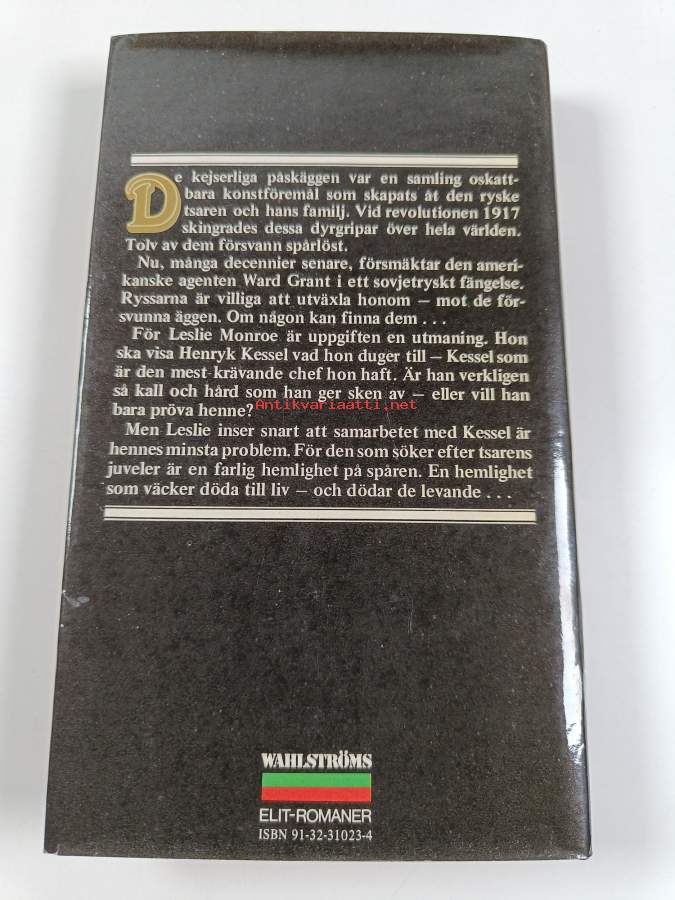 De kejserliga påskäggen var en samling oskatt-
bara konstföremål som skapats åt den ryske
tsaren och hans familj. Vid revolutionen 1917
skingrades dessa dyrgripar över hela världen.
Tolv av dem försvann spårlöst.
Nu, många decennier senare, försmäktar den ameri-
kanske agenten Ward Grant i ett sovjetryskt fängelse.
Ryssarna är villiga att utväxla honom – mot de för-
svunna äggen. Om någon kan finna dem . . .
För Leslie Monroe är uppgiften en utmaning. Hon
ska visa Henryk Kessel vad hon duger till – Kessel som
är den mest krävande chef hon haft. Är han verkligen
så kall och hård som han ger sken av – eller vill han
bara pröva henne?
Antikvariaatti.net
Men Leslie inser snart att samarbetet med Kessel är
hennes minsta problem. För den som söker efter tsarens
juveler är en farlig hemlighet på spåren. En hemlighet
som väcker döda till liv – och dödar de levande . . .
WAHLSTRÖMS
ELIT-ROMANER
ISBN 91-32-31023-4